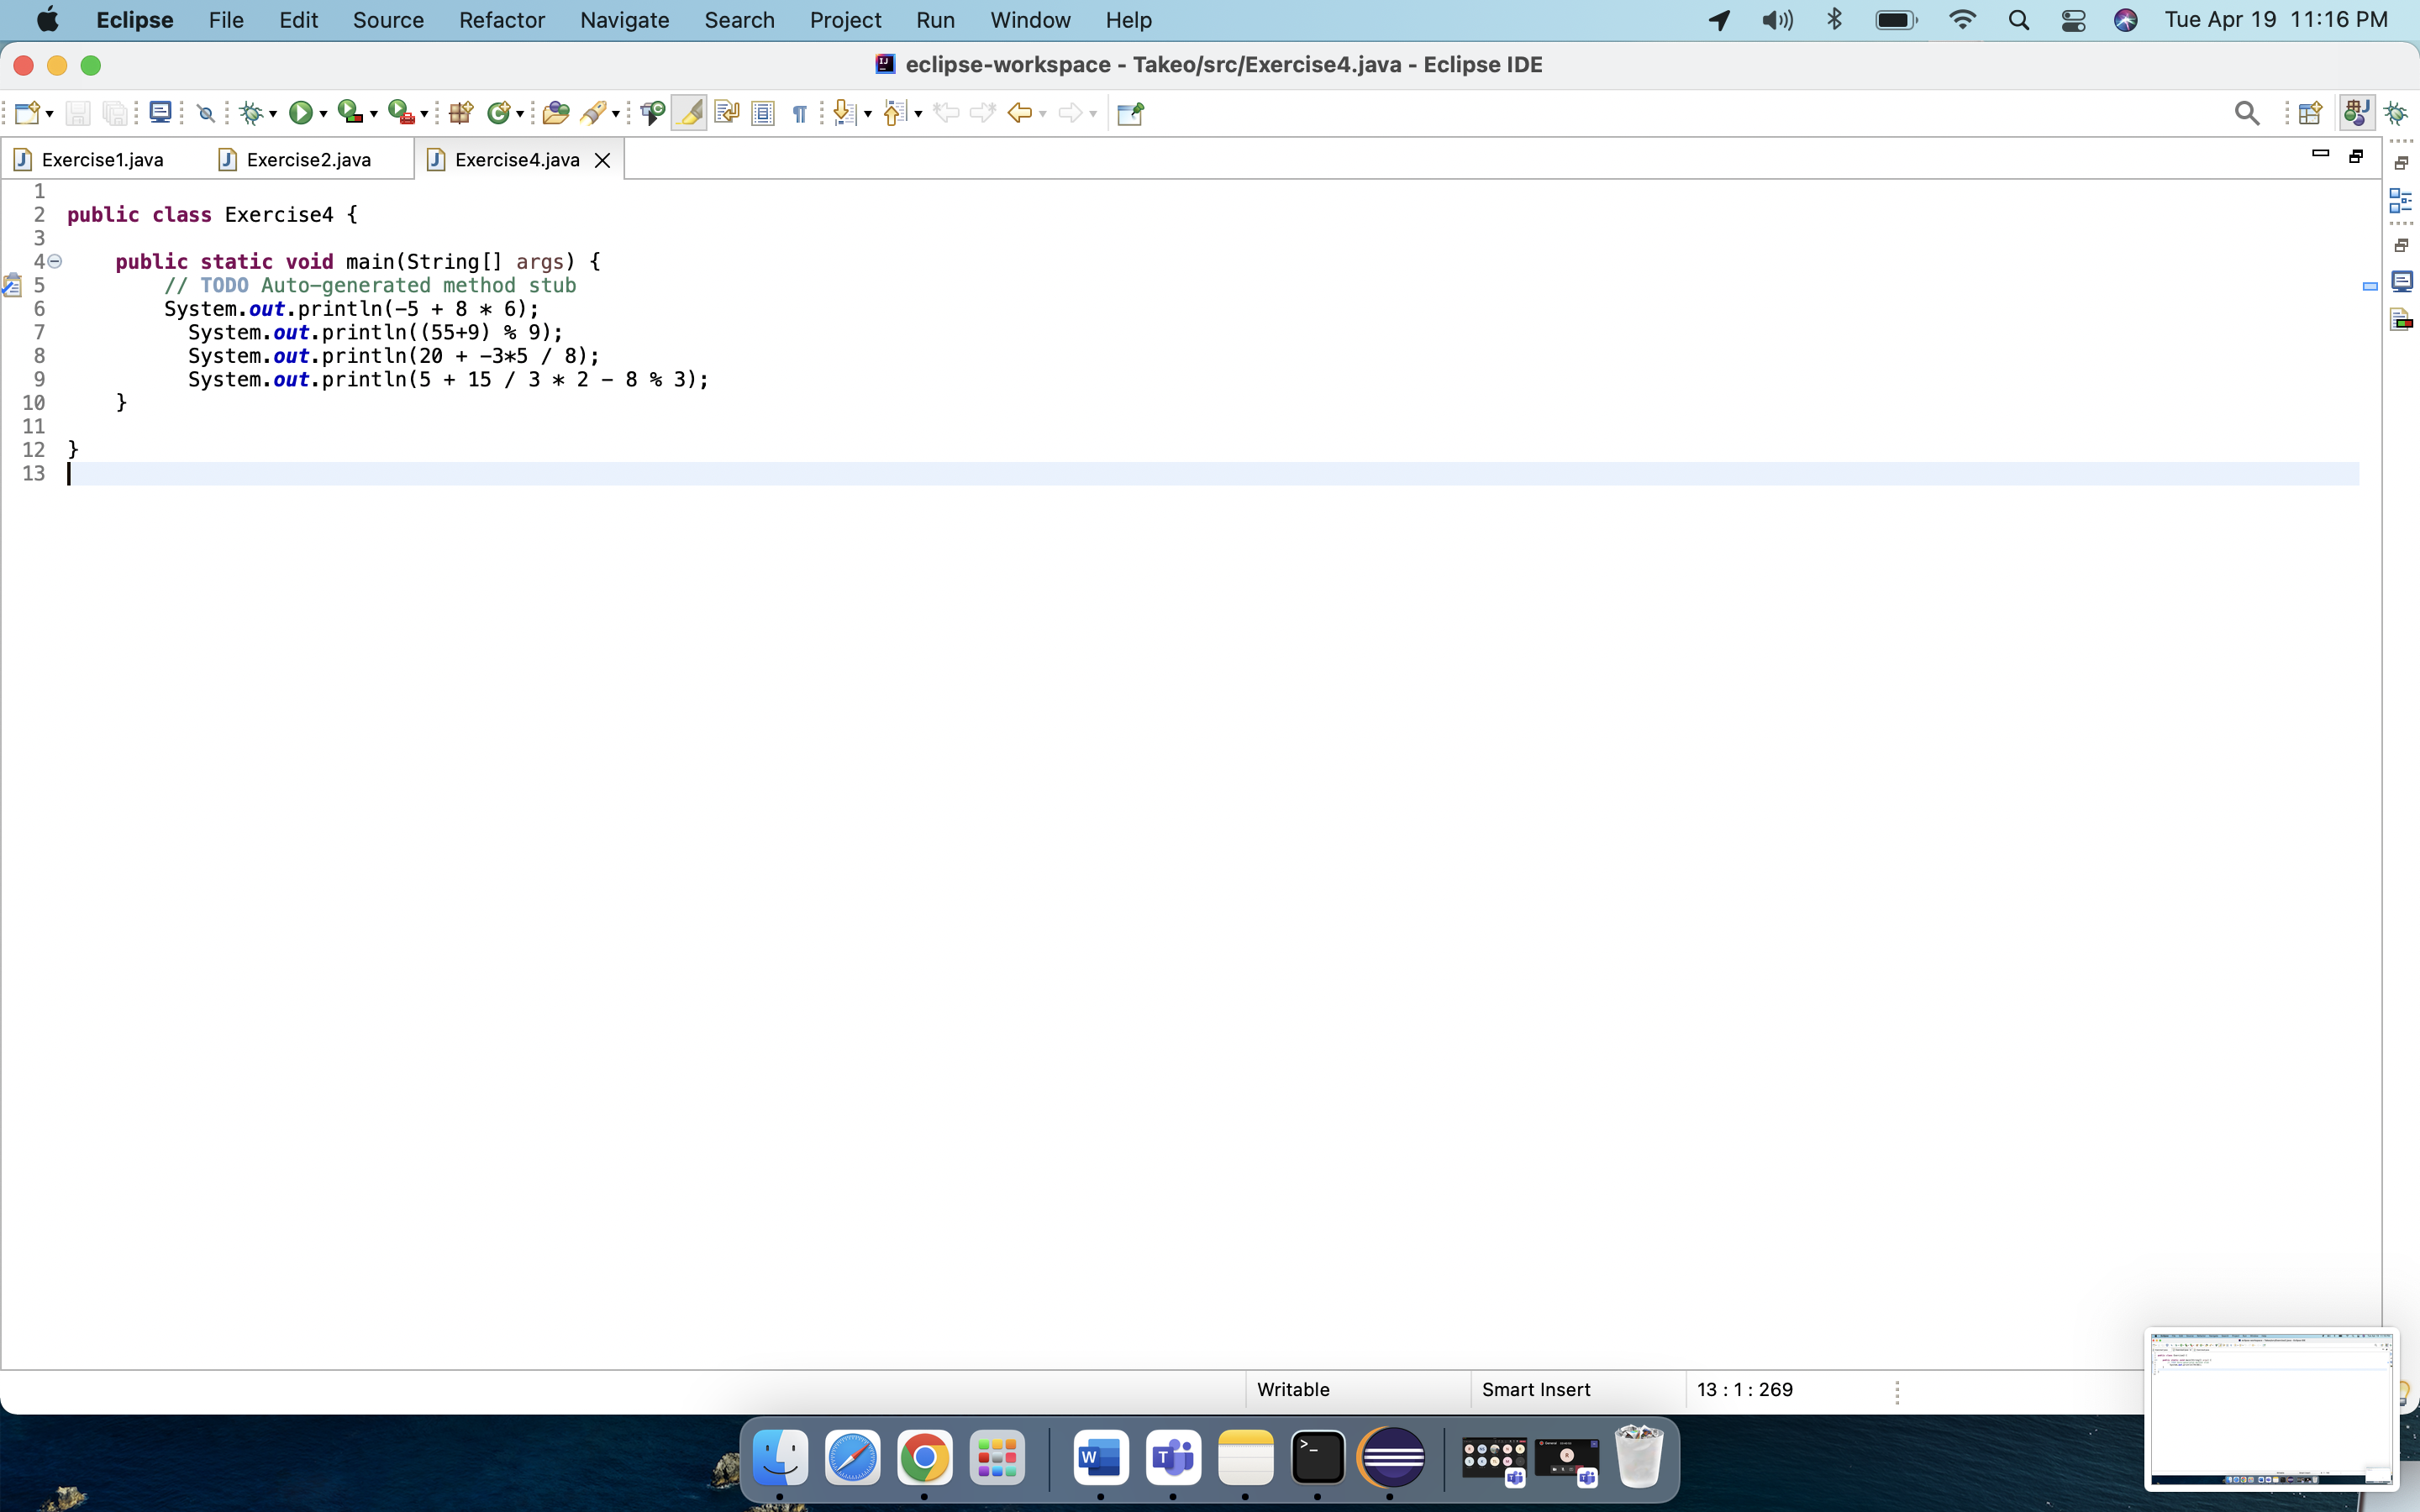 Eclipse File Edit Source Refactor Navigate Search Project Run Window Help Tue Apr 19 11:16 PM
eclipse-workspace - Takeo/src/Exercise4.java - Eclipse IDE
Exercise1.java Exercise2.java Exercise4.java
1
2 public class Exercise4 {
3
4 public static void main(String[] args) {
5 // TODO Auto-generated method stub
6 System.out.println(-5 + 8 * 6);
7 System.out.println((55+9) % 9);
8 System.out.println(20 + -3*5 / 8);
9 System.out.println(5 + 15 / 3 * 2 - 8 % 3);
10 }
11
12 }
13
Writable Smart Insert 13 : 1 : 269